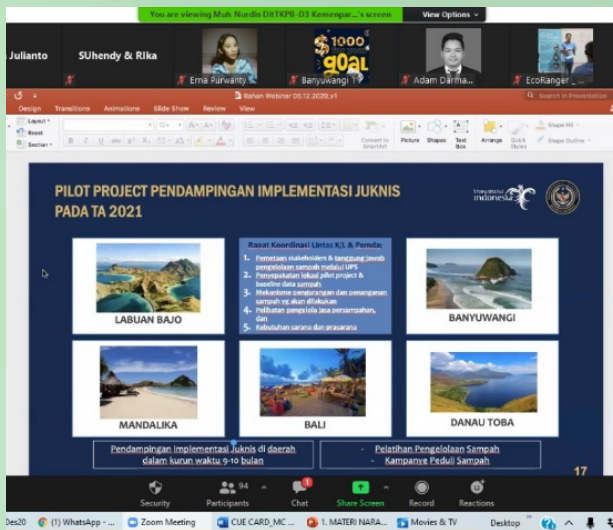 You are viewing Muh Nurdin DitTKPB-D3 Kemenpar...'s screen
View Options
Julianto
SUhendy & RIka
Erna Purwanty
$1000
GOAL
Banyuwangi 1
Adam Darma...
EcoRanger _
Bahan Webinar 05.12.2020_v1
Search in Presentation
Design Transitions Animations Slide Show Review View
Layout
Reset
Section
Convert to SmartArt
Picture Shapes Text Box Arrange Quick Styles
Shape Fill
Shape Outline
PILOT PROJECT PENDAMPINGAN IMPLEMENTASI JUKNIS
PADA TA 2021
wonderful indonesia
Rapat Koordinasi Lintas K/L & Pemda:
1. Pemetaan stakeholders & tanggung jawab
pengelolaan sampah melalui UPS
2. Penyepakatan lokasi pilot project &
baseline data sampah
3. Mekanisme pengurangan dan penanganan
sampah yg akan dilakukan
4. Pelibatan pengelola jasa persampahan,
dan
5. Kebutuhan sarana dan prasarana
LABUAN BAJO
BANYUWANGI
MANDALIKA
BALI
DANAU TOBA
Pendampingan Implementasi Juknis di daerah
dalam kurun waktu 9-10 bulan
- Pelatihan Pengelolaan Sampah
- Kampanye Peduli Sampah
17
94
Security Participants Chat Share Screen Record Reactions
Des20
(1) WhatsApp - ...
Zoom Meeting
CUE CARD_MC ...
1. MATERI NARA...
Movies & TV
Desktop